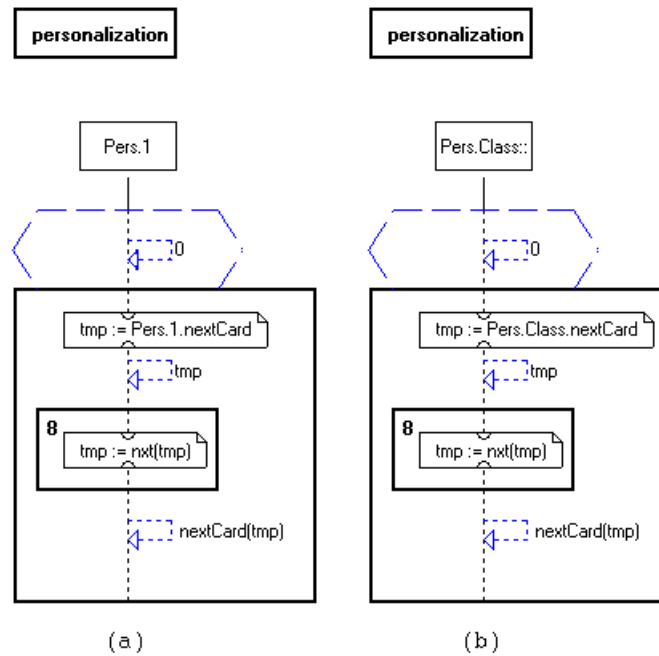 personalization
personalization
Pers.1
Pers.Class::
0
0
tmp := Pers.1.nextCard
tmp := Pers.Class.nextCard
tmp
tmp
8
8
tmp := nxt(tmp)
tmp := nxt(tmp)
nextCard(tmp)
nextCard(tmp)
(a)
(b)